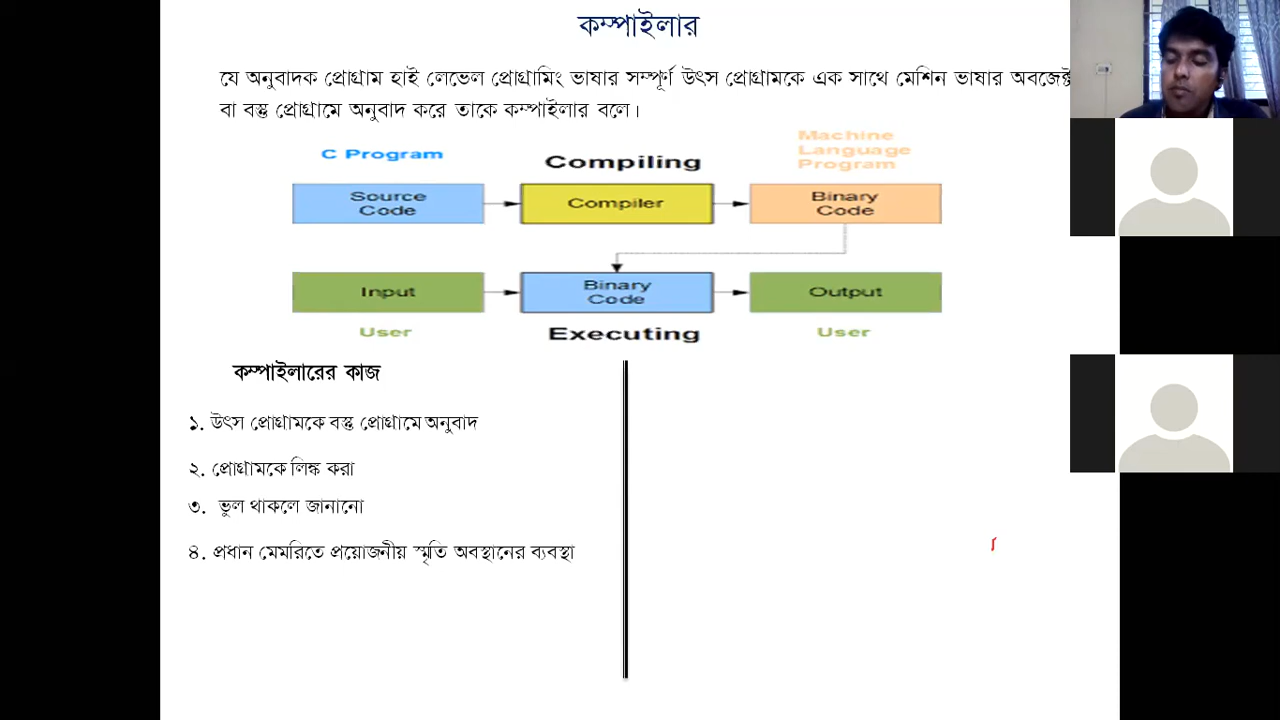 কম্পাইলার
যে অনুবাদক প্রোগ্রাম হাই লেভেল প্রোগ্রামিং ভাষার সম্পূর্ণ উৎস প্রোগ্রামকে এক সাথে মেশিন ভাষার অবজেক্ট
বা বস্তু প্রোগ্রামে অনুবাদ করে তাকে কম্পাইলার বলে।
C Program
Compiling
Machine
Language
Program
Source
Code
Compiler
Binary
Code
Input
Binary
Code
Output
User
Executing
User
কম্পাইলারের কাজ
১. উৎস প্রোগ্রামকে বস্তু প্রোগ্রামে অনুবাদ
২. প্রোগ্রামকে লিঙ্ক করা
৩. ভুল থাকলে জানানো
৪. প্রধান মেমরিতে প্রয়োজনীয় স্মৃতি অবস্থানের ব্যবস্থা